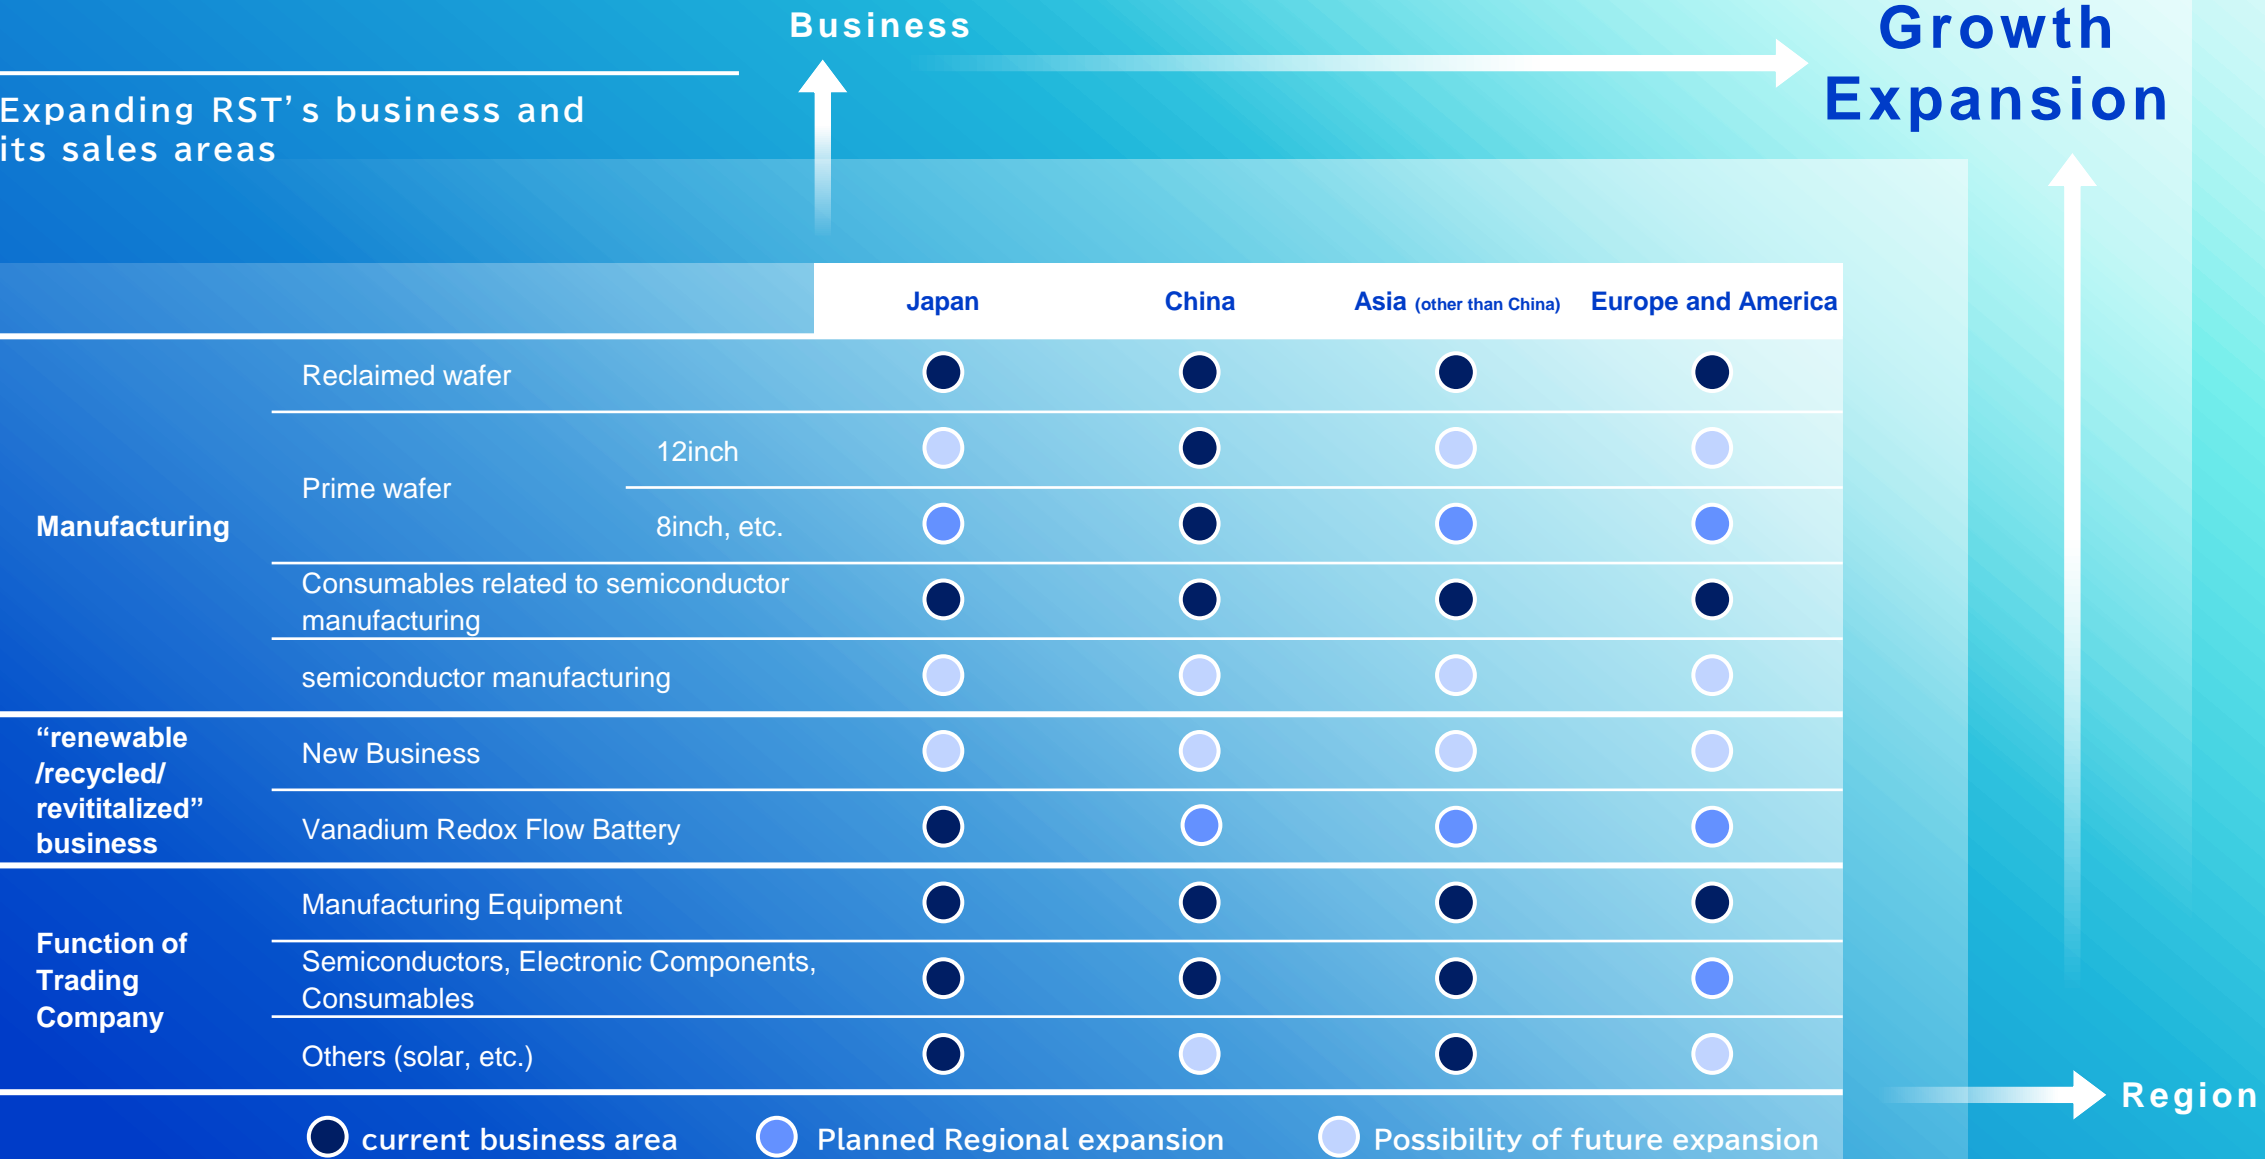 Business
Growth
Expansion
Expanding RST’s business and
its sales areas
Japan
China
Asia (other than China)
Europe and America
Manufacturing
Reclaimed wafer
Prime wafer
12inch
8inch, etc.
Consumables related to semiconductor
manufacturing
semiconductor manufacturing
“renewable
/recycled/
revititalized”
business
New Business
Vanadium Redox Flow Battery
Function of
Trading
Company
Manufacturing Equipment
Semiconductors, Electronic Components,
Consumables
Others (solar, etc.)
Region
current business area
Planned Regional expansion
Possibility of future expansion